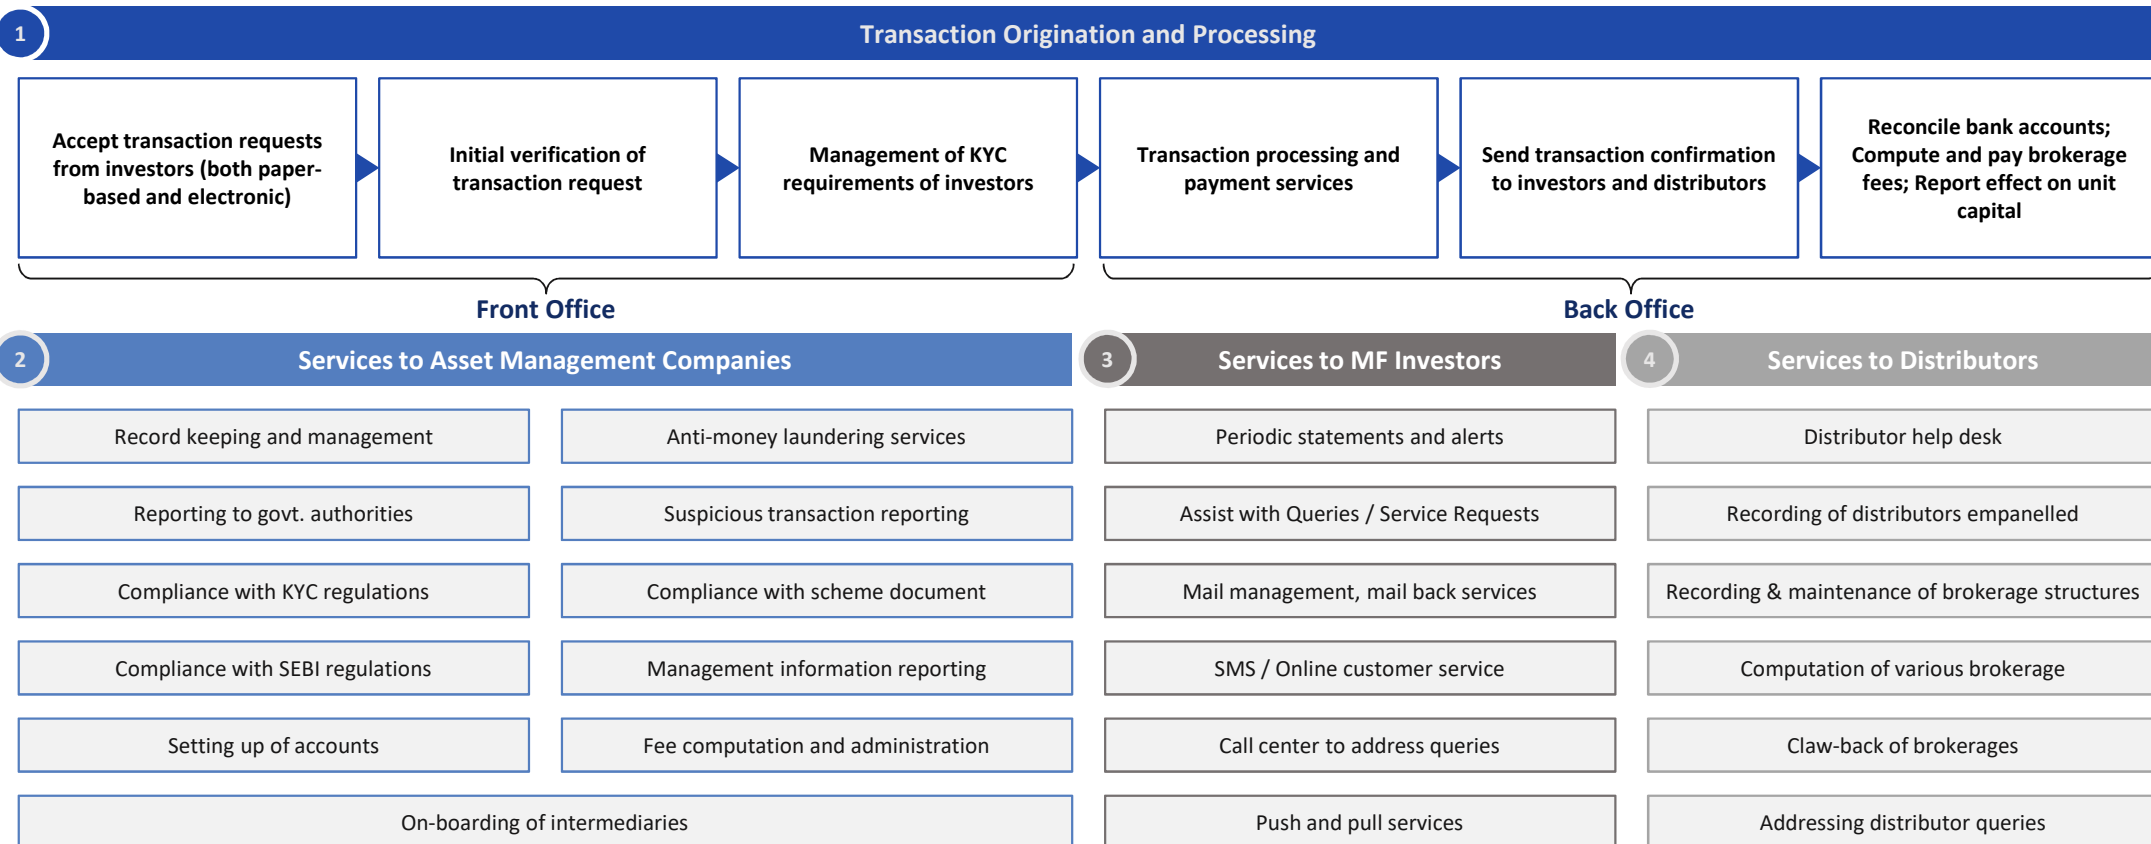 1
Transaction Origination and Processing
Accept transaction requests
from investors (both paper-
based and electronic)
Initial verification of
transaction request
Management of KYC
requirements of investors
Transaction processing and
payment services
Send transaction confirmation
to investors and distributors
Reconcile bank accounts;
Compute and pay brokerage
fees; Report effect on unit
capital
Front Office
Back Office
2
Services to Asset Management Companies
Record keeping and management
Anti-money laundering services
Reporting to govt. authorities
Suspicious transaction reporting
Compliance with KYC regulations
Compliance with scheme document
Compliance with SEBI regulations
Management information reporting
Setting up of accounts
Fee computation and administration
On-boarding of intermediaries
3
Services to MF Investors
Periodic statements and alerts
Assist with Queries / Service Requests
Mail management, mail back services
SMS / Online customer service
Call center to address queries
Push and pull services
4
Services to Distributors
Distributor help desk
Recording of distributors empanelled
Recording & maintenance of brokerage structures
Computation of various brokerage
Claw-back of brokerages
Addressing distributor queries